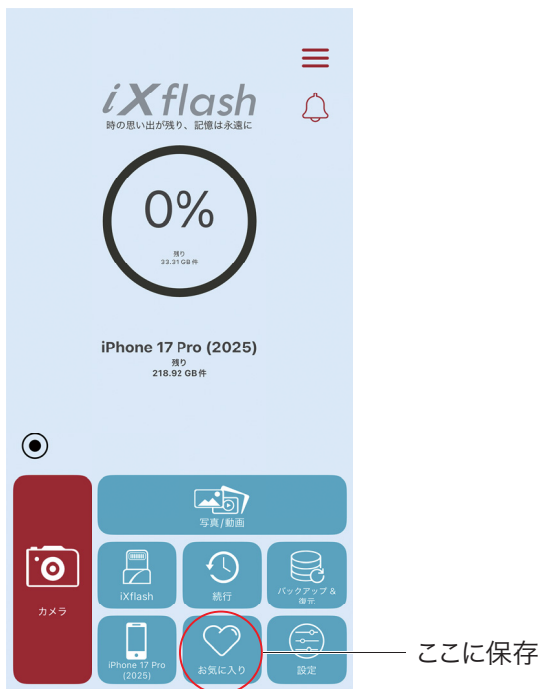 iXflash
時の思い出が残り、記憶は永遠に
0%
残り
33.31 GB 件
iPhone 17 Pro (2025)
残り
218.92 GB 件
写真/動画
カメラ
iXflash
続行
バックアップ &
復元
iPhone 17 Pro
(2025)
お気に入り
設定
ここに保存